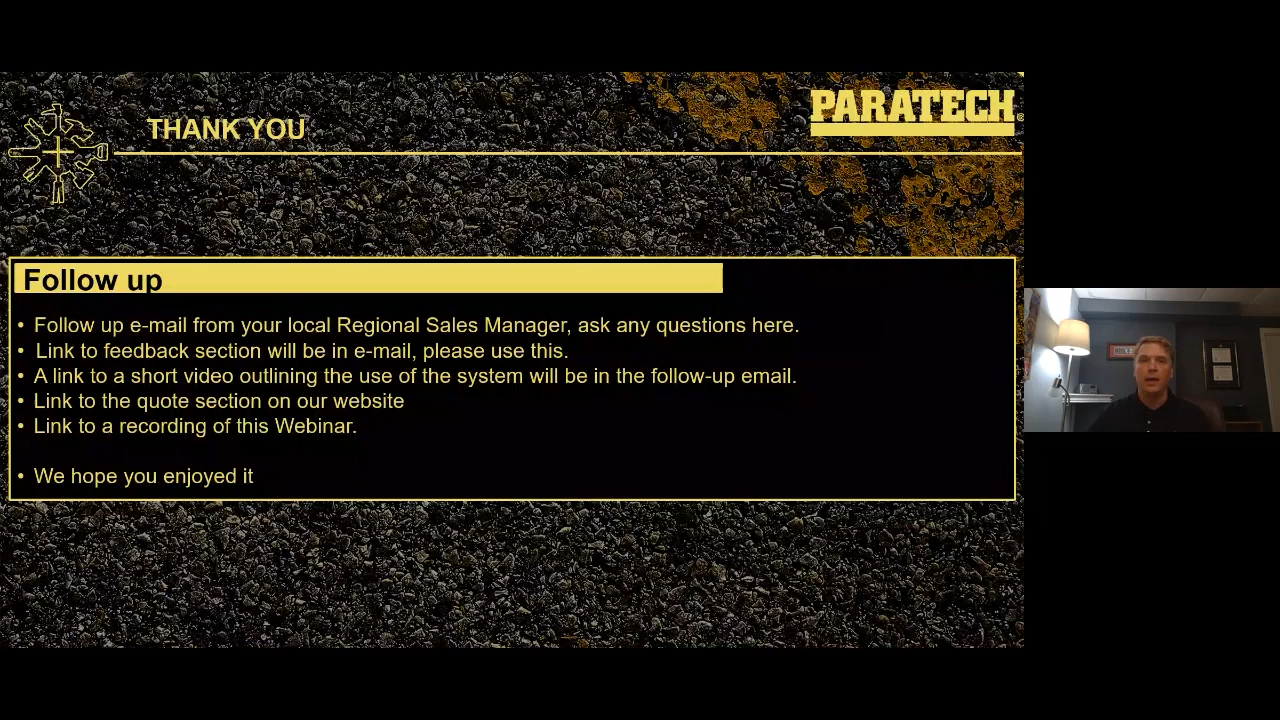 THANK YOU
PARATECH®
Follow up
• Follow up e-mail from your local Regional Sales Manager, ask any questions here.
• Link to feedback section will be in e-mail, please use this.
• A link to a short video outlining the use of the system will be in the follow-up email.
• Link to the quote section on our website
• Link to a recording of this Webinar.
• We hope you enjoyed it